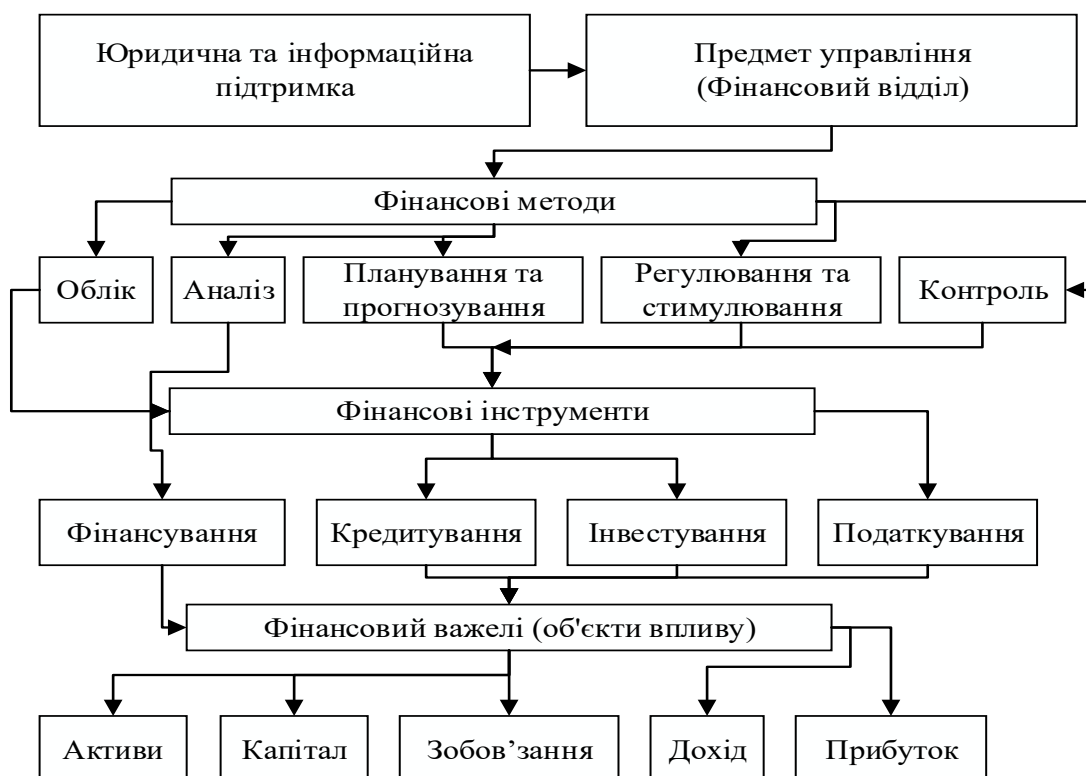 Юридична та інформаційна
підтримка
Предмет управління
(Фінансовий відділ)
Фінансові методи
Облік
Аналіз
Планування та
прогнозування
Регулювання та
стимулювання
Контроль
Фінансові інструменти
Фінансування
Кредитування
Інвестування
Податкування
Фінансовий важелі (об'єкти впливу)
Активи
Капітал
Зобов’зання
Дохід
Прибуток